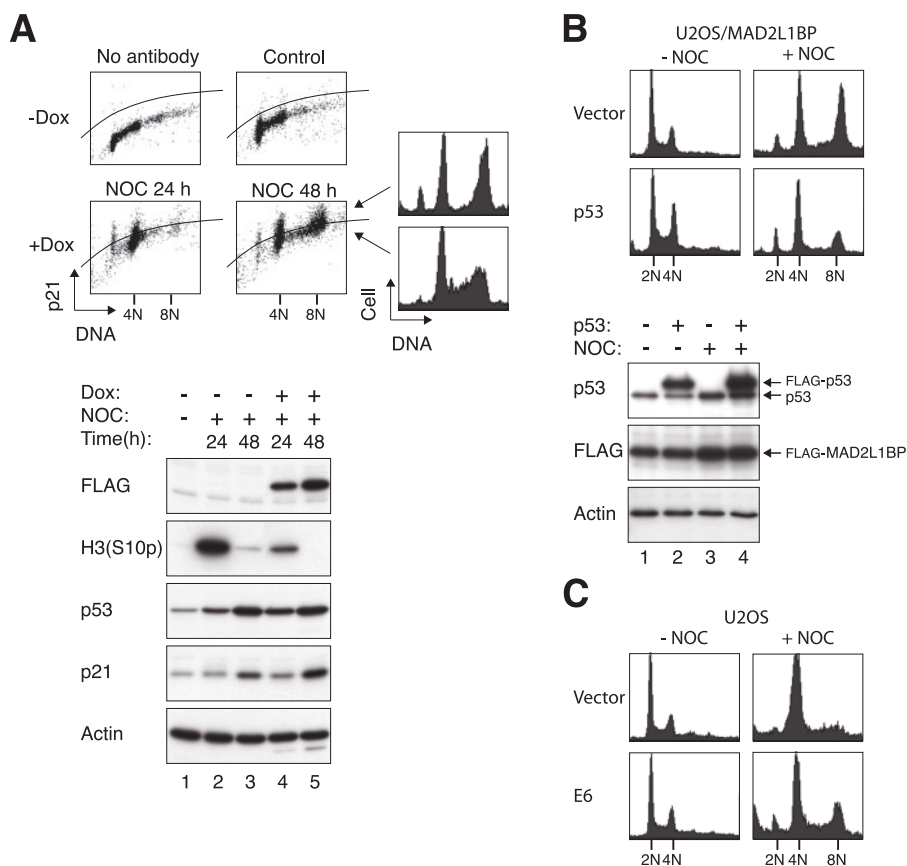 A
No antibody
Control
-Dox
NOC 24 h
NOC 48 h
+Dox
p21
4N 8N
4N 8N
DNA
Cell
DNA
Dox: - - - + +
NOC: - + + + +
Time(h): 24 48 24 48
FLAG
H3(S10p)
p53
p21
Actin
1 2 3 4 5
B
U2OS/MAD2L1BP
- NOC + NOC
Vector
p53
2N 4N
2N 4N 8N
p53: - + - +
NOC: - - + +
p53
FLAG-p53
p53
FLAG
FLAG-MAD2L1BP
Actin
1 2 3 4
C
U2OS
- NOC + NOC
Vector
E6
2N 4N
2N 4N 8N